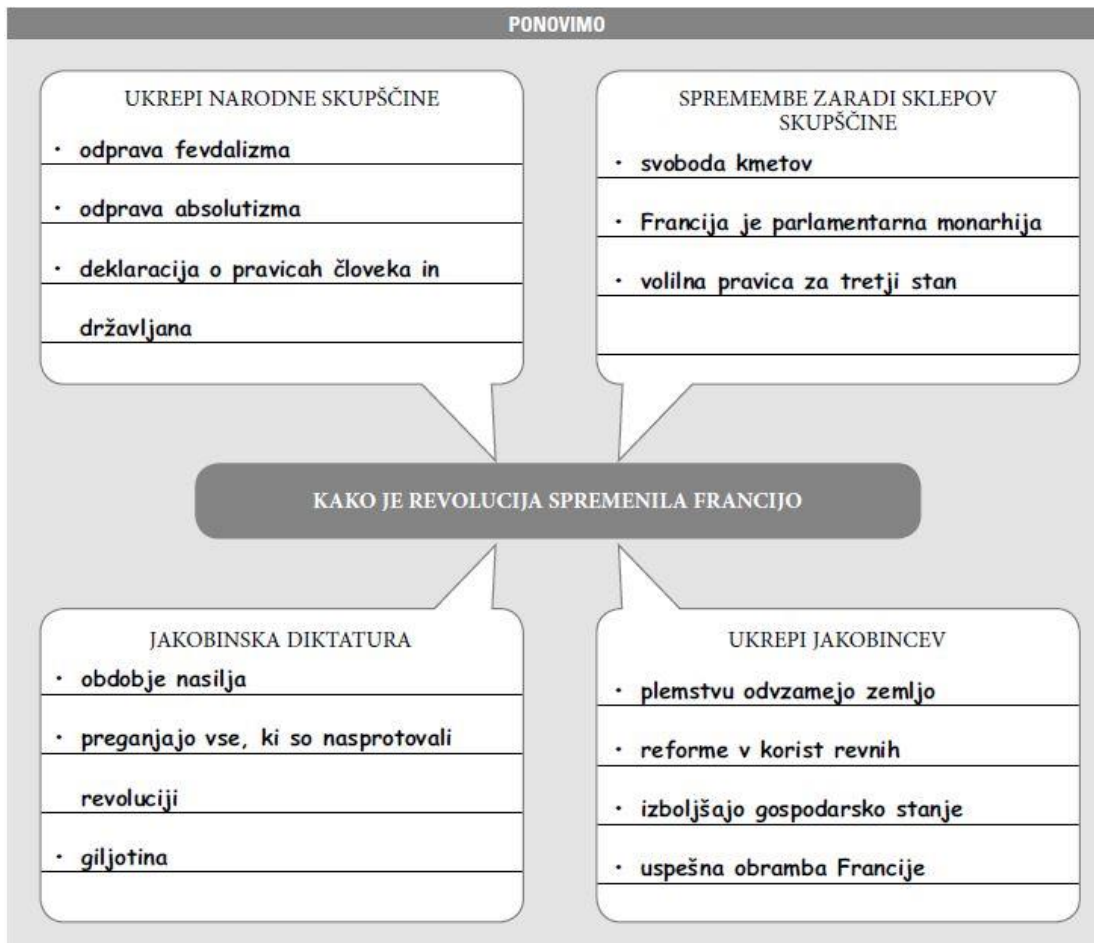 PONOVIMO
UKREPI NARODNE SKUPŠČINE
• odprava fevdalizma
• odprava absolutizma
• deklaracija o pravicah človeka in
državljana
SPREMEMBE ZARADI SKLEPOV
SKUPŠČINE
• svoboda kmetov
• Francija je parlamentarna monarhija
• volilna pravica za tretji stan
KAKO JE REVOLUCIJA SPREMENILA FRANCIJO
JAKOBINSKA DIKTATURA
• obdobje nasilja
• preganjajo vse, ki so nasprotovali
revoluciji
• giljotina
UKREPI JAKOBINCEV
• plemstvu odvzamejo zemljo
• reforme v korist revnih
• izboljšajo gospodarsko stanje
• uspešna obramba Francije